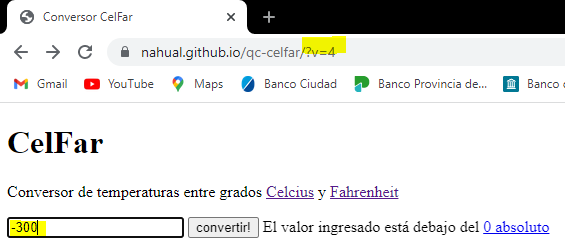 Conversor CelFar
nahual.github.io/qc-celfar/?v=4
Gmail YouTube Maps Banco Ciudad Banco Provincia de... Banco
CelFar
Conversor de temperaturas entre grados Celcius y Fahrenheit
-300 convertir! El valor ingresado está debajo del 0 absoluto